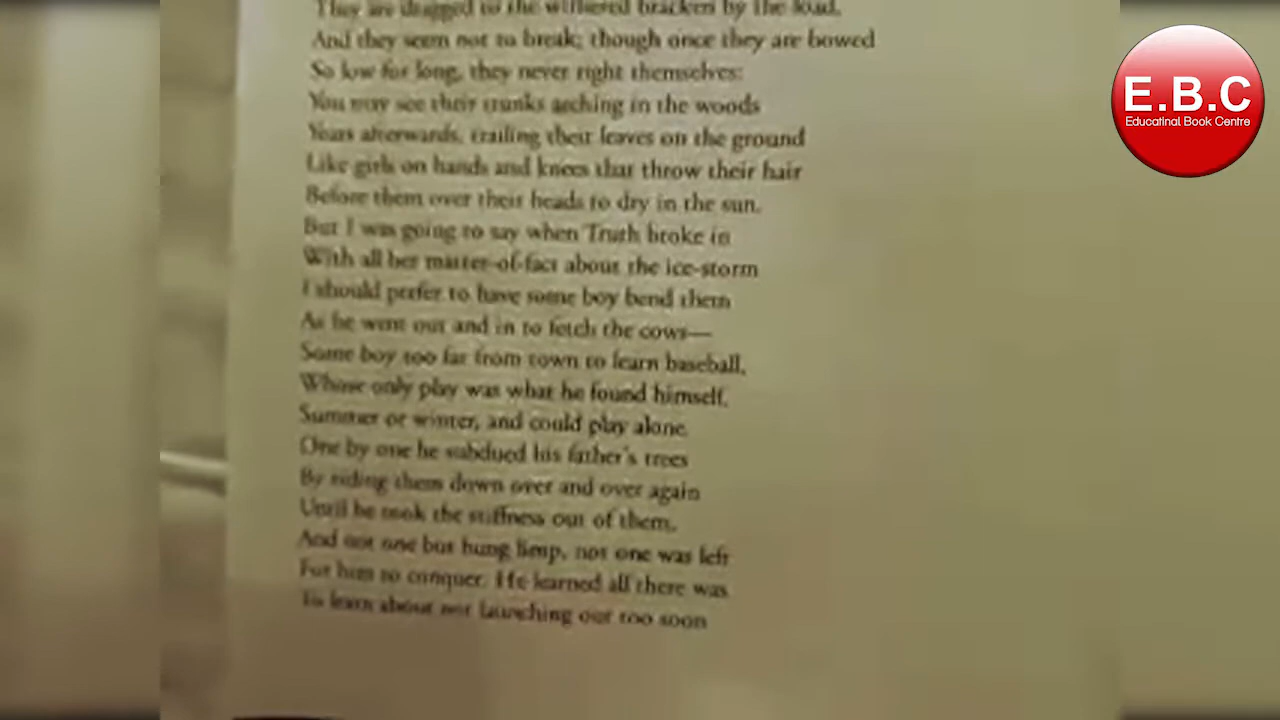 They are dragged to the withered bracken by the load,
And they seem not to break; though once they are bowed
So low for long, they never right themselves:
You may see their trunks arching in the woods
Years afterwards, trailing their leaves on the ground
Like girls on hands and knees that throw their hair
Before them over their heads to dry in the sun.
But I was going to say when Truth broke in
With all her matter-of-fact about the ice-storm
I should prefer to have some boy bend them
As he went out and in to fetch the cows—
Some boy too far from town to learn baseball,
Whose only play was what he found himself,
Summer or winter, and could play alone.
One by one he subdued his father's trees
By riding them down over and over again
Until he took the stiffness out of them,
And not one but hung limp, not one was left
For him to conquer. He learned all there was
To learn about not launching out too soon
E.B.C
Educatinal Book Centre